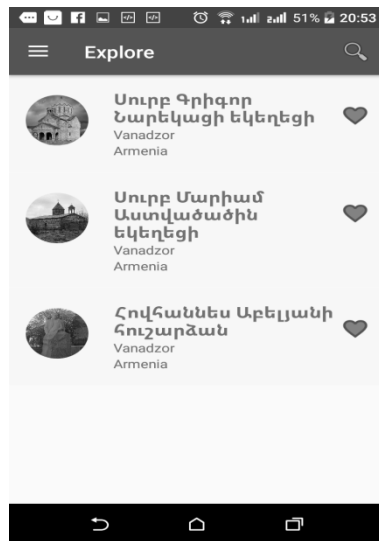 51% 20:53
Explore
Սուրբ Գրիգոր
Նարեկացի եկեղեցի
Vanadzor
Armenia
Սուրբ Մարիամ
Աստվածածին
եկեղեցի
Vanadzor
Armenia
Հովհաննես Աբելյանի
հուշարձան
Vanadzor
Armenia